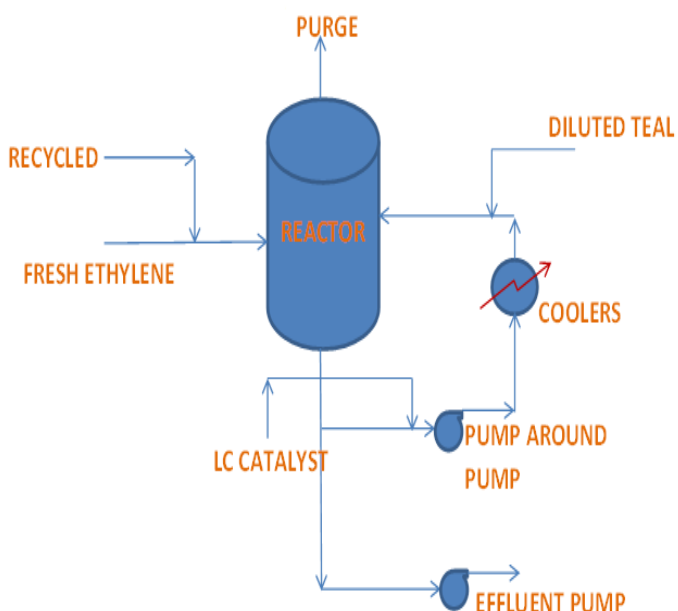 PURGE
DILUTED TEAL
RECYCLED
REACTOR
FRESH ETHYLENE
COOLERS
LC CATALYST
PUMP AROUND
PUMP
EFFLUENT PUMP